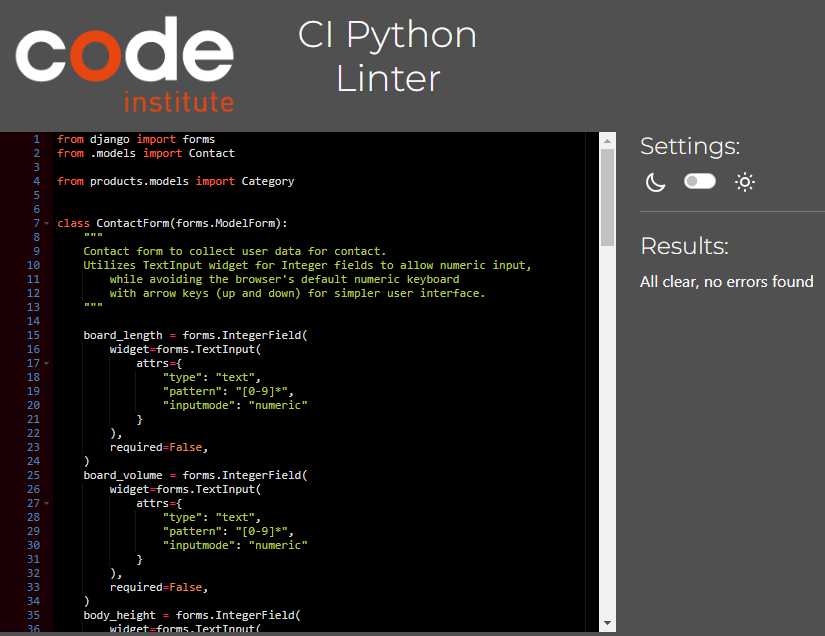 code
institute
CI Python
Linter
1 from django import forms
2 from .models import Contact
3
4 from products.models import Category
5
6
7 class ContactForm(forms.ModelForm):
8     """
9     Contact form to collect user data for contact.
10     Utilizes TextInput widget for Integer fields to allow numeric input,
11         while avoiding the browser's default numeric keyboard
12         with arrow keys (up and down) for simpler user interface.
13     """
14
15     board_length = forms.IntegerField(
16         widget=forms.TextInput(
17             attrs={
18                 "type": "text",
19                 "pattern": "[0-9]*",
20                 "inputmode": "numeric"
21             }
22         ),
23         required=False,
24     )
25     board_volume = forms.IntegerField(
26         widget=forms.TextInput(
27             attrs={
28                 "type": "text",
29                 "pattern": "[0-9]*",
30                 "inputmode": "numeric"
31             }
32         ),
33         required=False,
34     )
35     body_height = forms.IntegerField(
36         widget=forms.TextInput(
Settings:
Results:
All clear, no errors found